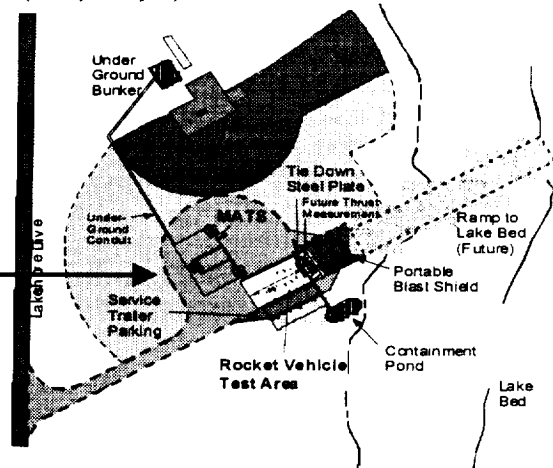 Under
Ground
Bunker
Tie Down
Steel Plate
Future Thrust
Measurement
Under-
Ground
Conduit
MATS
Ramp to
Lake Bed
(Future)
Portable
Blast Shield
Service
Trailer
Parking
Containment
Pond
Rocket Vehicle
Test Area
Lake
Bed